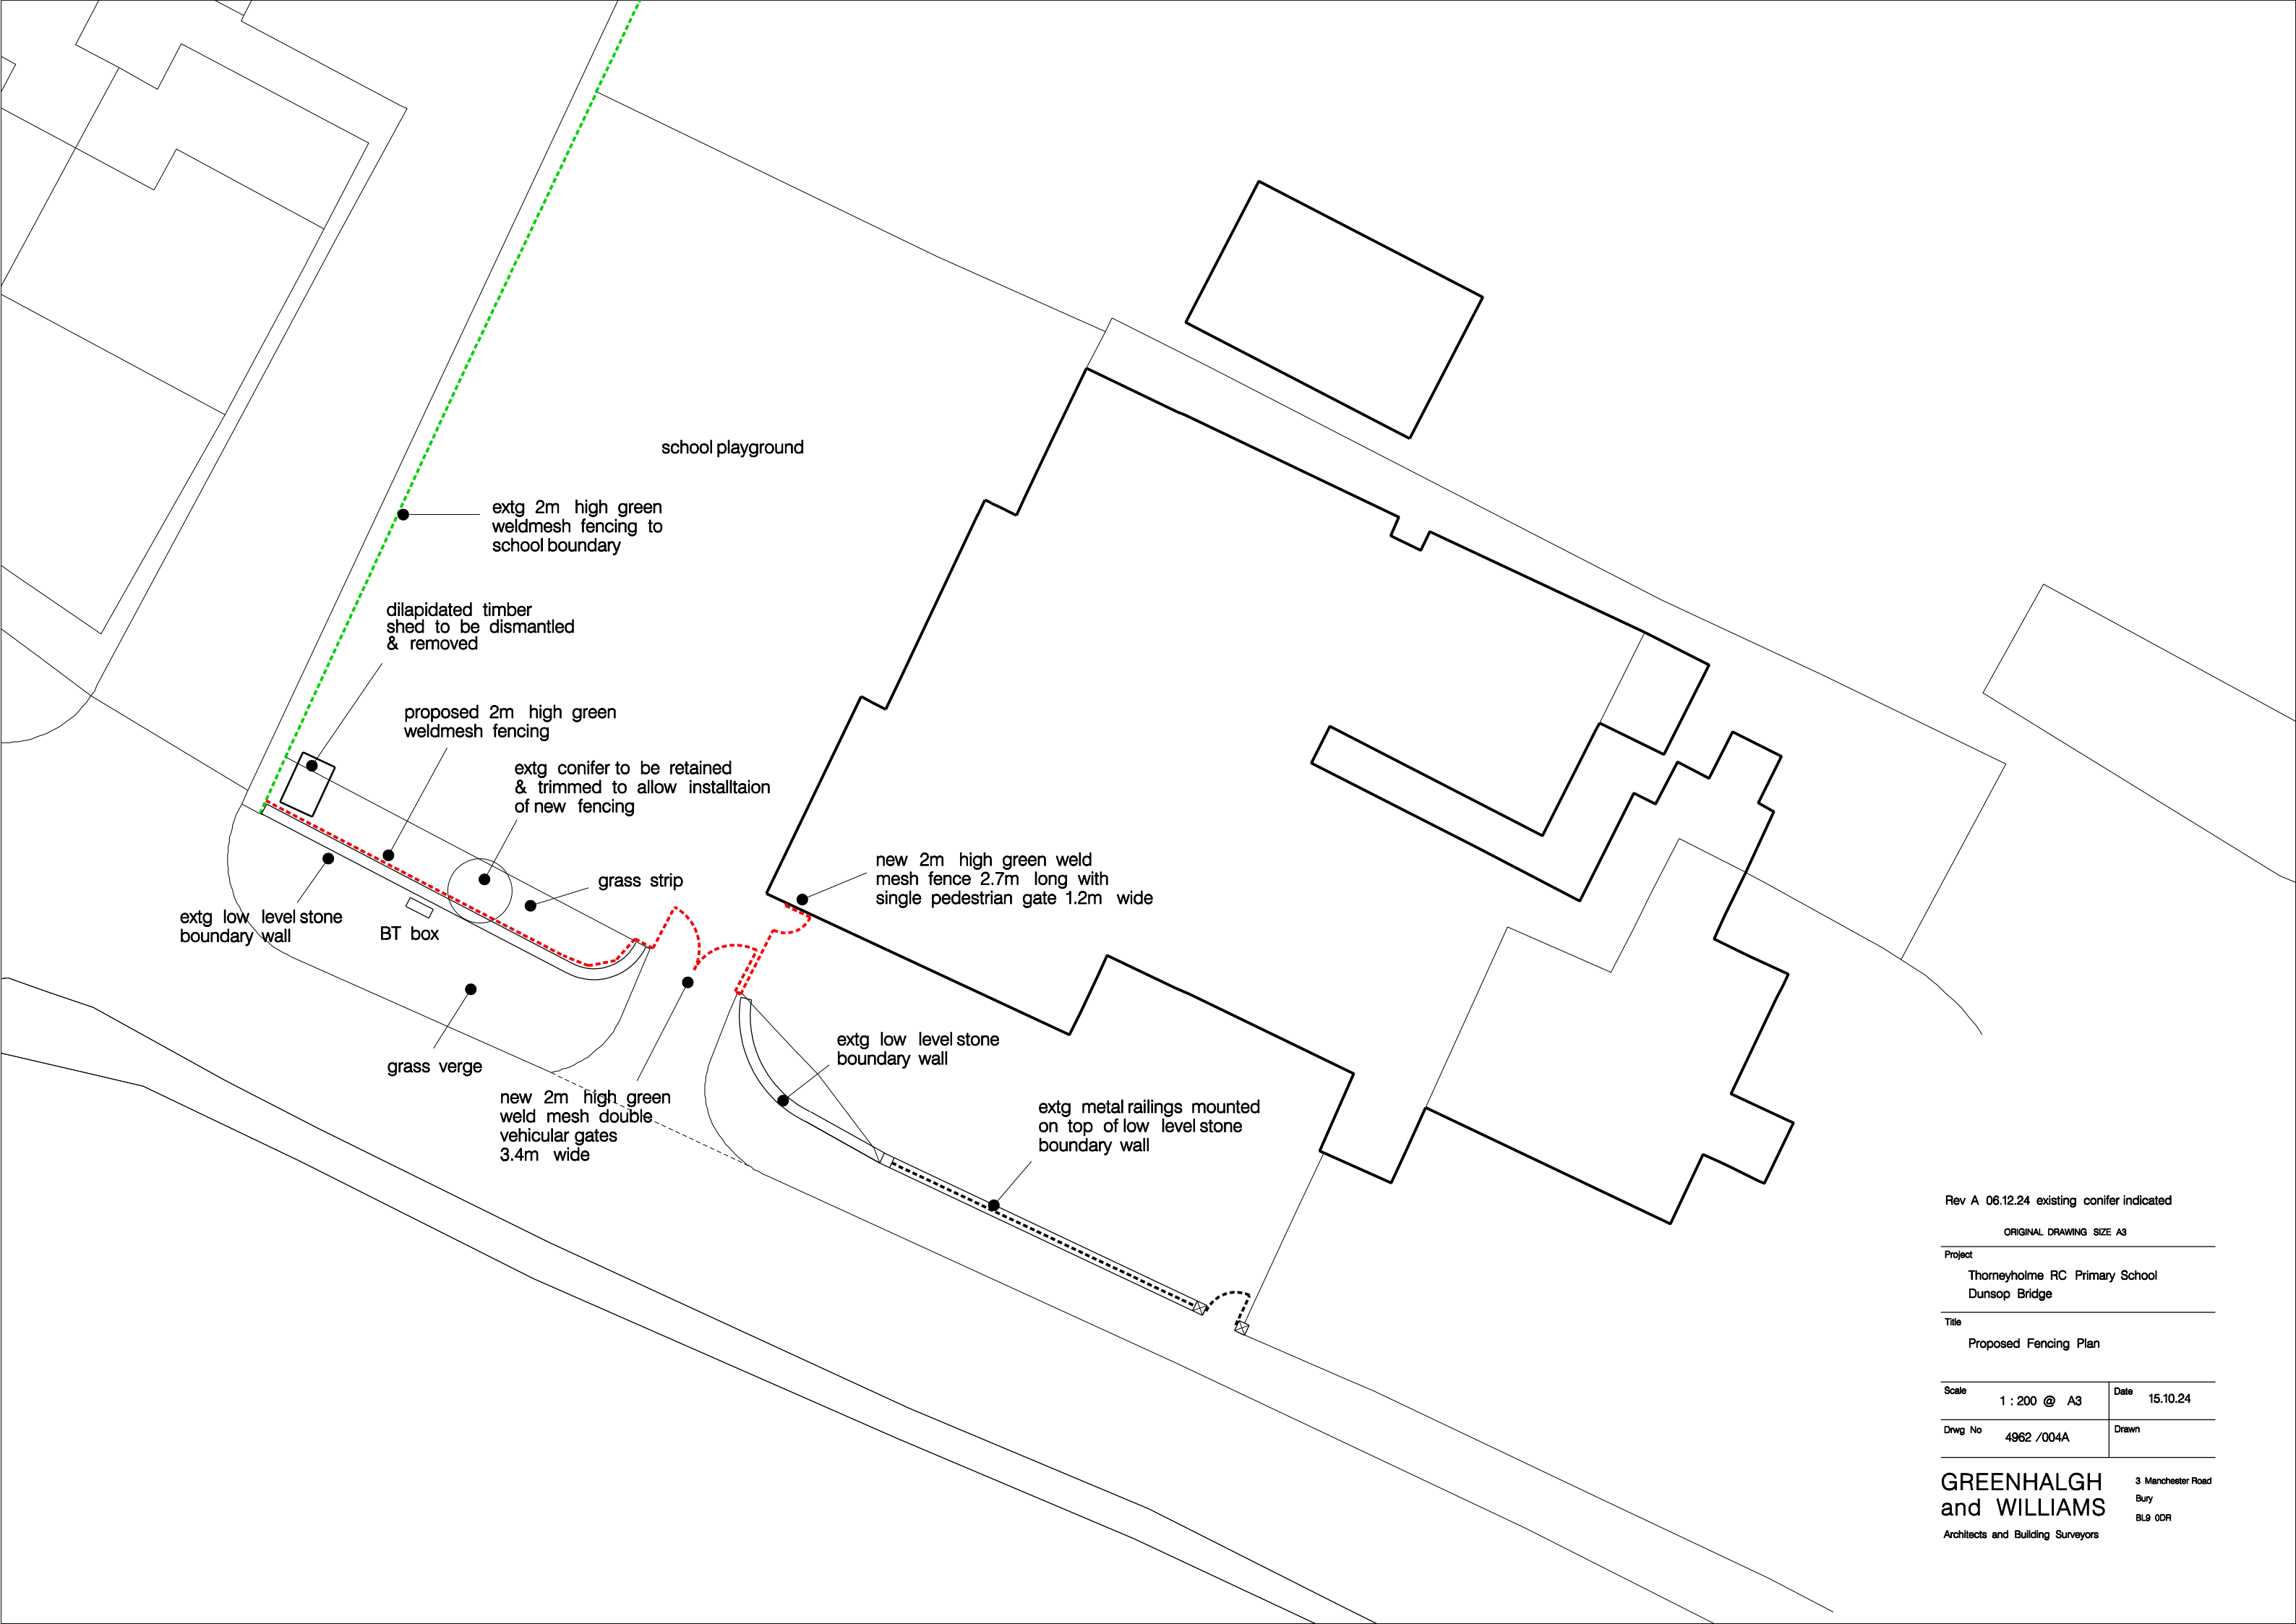 school playground
extg 2m high green
weldmesh fencing to
school boundary
dilapidated timber
shed to be dismantled
& removed
proposed 2m high green
weldmesh fencing
extg conifer to be retained
& trimmed to allow installtaion
of new fencing
grass strip
new 2m high green weld
mesh fence 2.7m long with
single pedestrian gate 1.2m wide
extg low level stone
boundary wall
BT box
grass verge
new 2m high green
weld mesh double
vehicular gates
3.4m wide
extg low level stone
boundary wall
extg metal railings mounted
on top of low level stone
boundary wall
Rev A 06.12.24 existing conifer indicated
ORIGINAL DRAWING SIZE A3
Project
Thorneyholme RC Primary School
Dunsop Bridge
Title
Proposed Fencing Plan
Scale
1 : 200 @ A3
Date
15.10.24
Drwg No
4962 /004A
Drawn
GREENHALGH
and WILLIAMS
Architects and Building Surveyors
3 Manchester Road
Bury
BL9 0DR